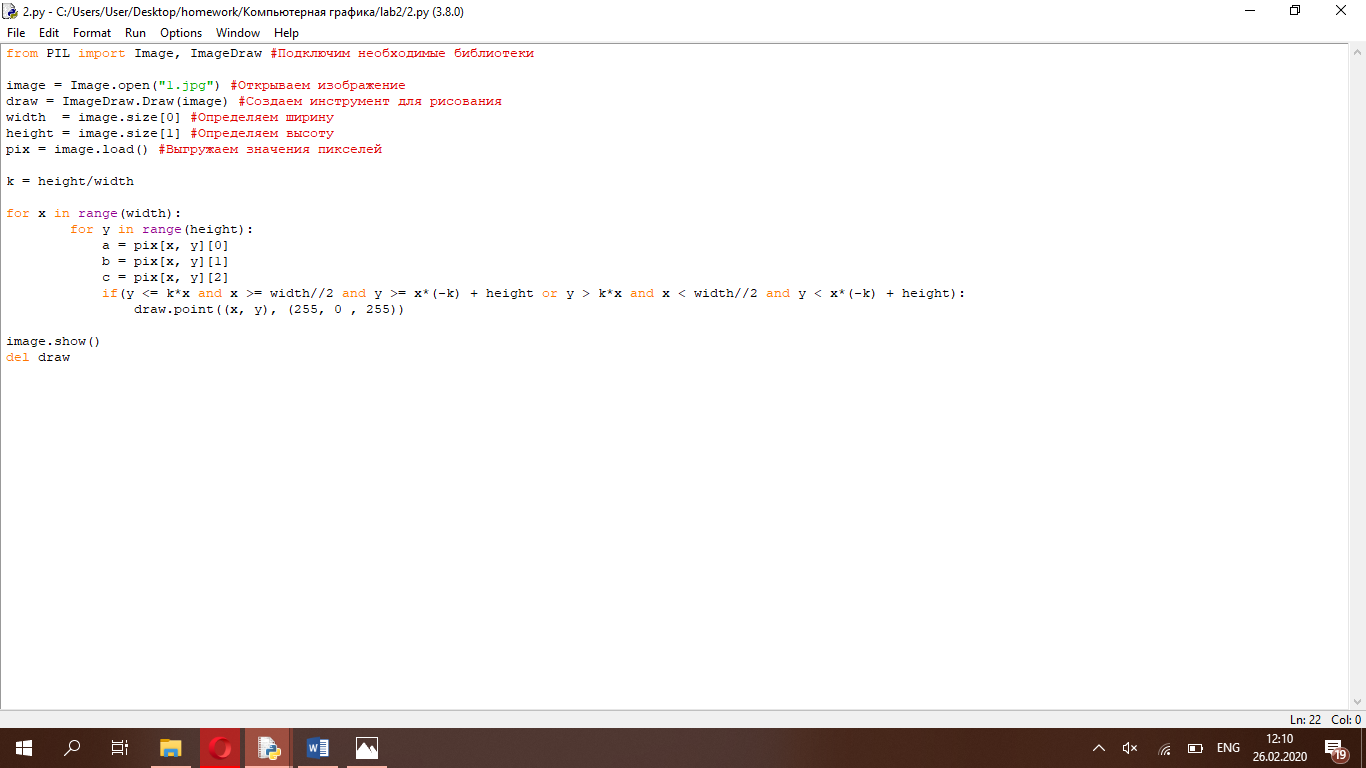 2.py - C:/Users/User/Desktop/homework/Компьютерная графика/lab2/2.py (3.8.0)
File Edit Format Run Options Window Help
from PIL import Image, ImageDraw #Подключим необходимые библиотеки

image = Image.open("1.jpg") #Открываем изображение
draw = ImageDraw.Draw(image) #Создаем инструмент для рисования
width  = image.size[0] #Определяем ширину
height = image.size[1] #Определяем высоту
pix = image.load() #Выгружаем значения пикселей

k = height/width

for x in range(width):
        for y in range(height):
            a = pix[x, y][0]
            b = pix[x, y][1]
            c = pix[x, y][2]
            if(y <= k*x and x >= width//2 and y >= x*(-k) + height or y > k*x and x < width//2 and y < x*(-k) + height):
                draw.point((x, y), (255, 0 , 255))

image.show()
del draw
Ln: 22 Col: 0
ENG
12:10
26.02.2020
19